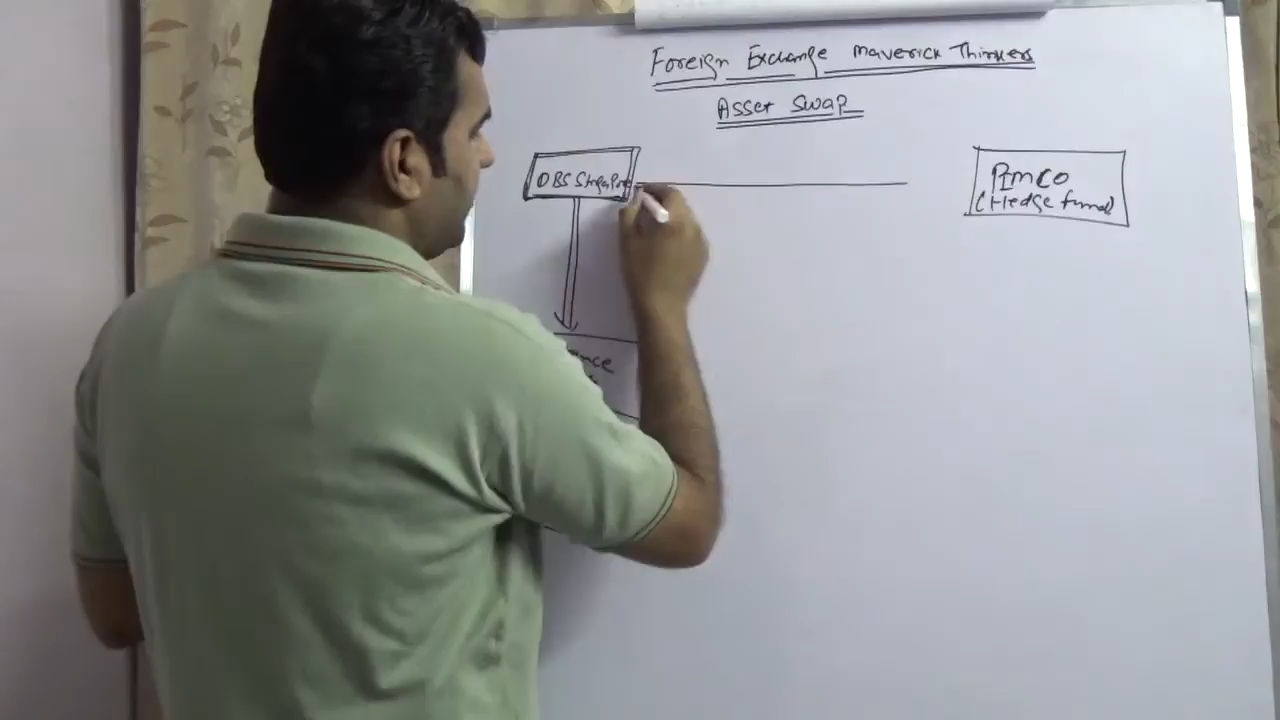 Foreign Exchange Maverick Thinkers
Asset Swap
DBS Singapore
PIMCO
(Hedge fund)